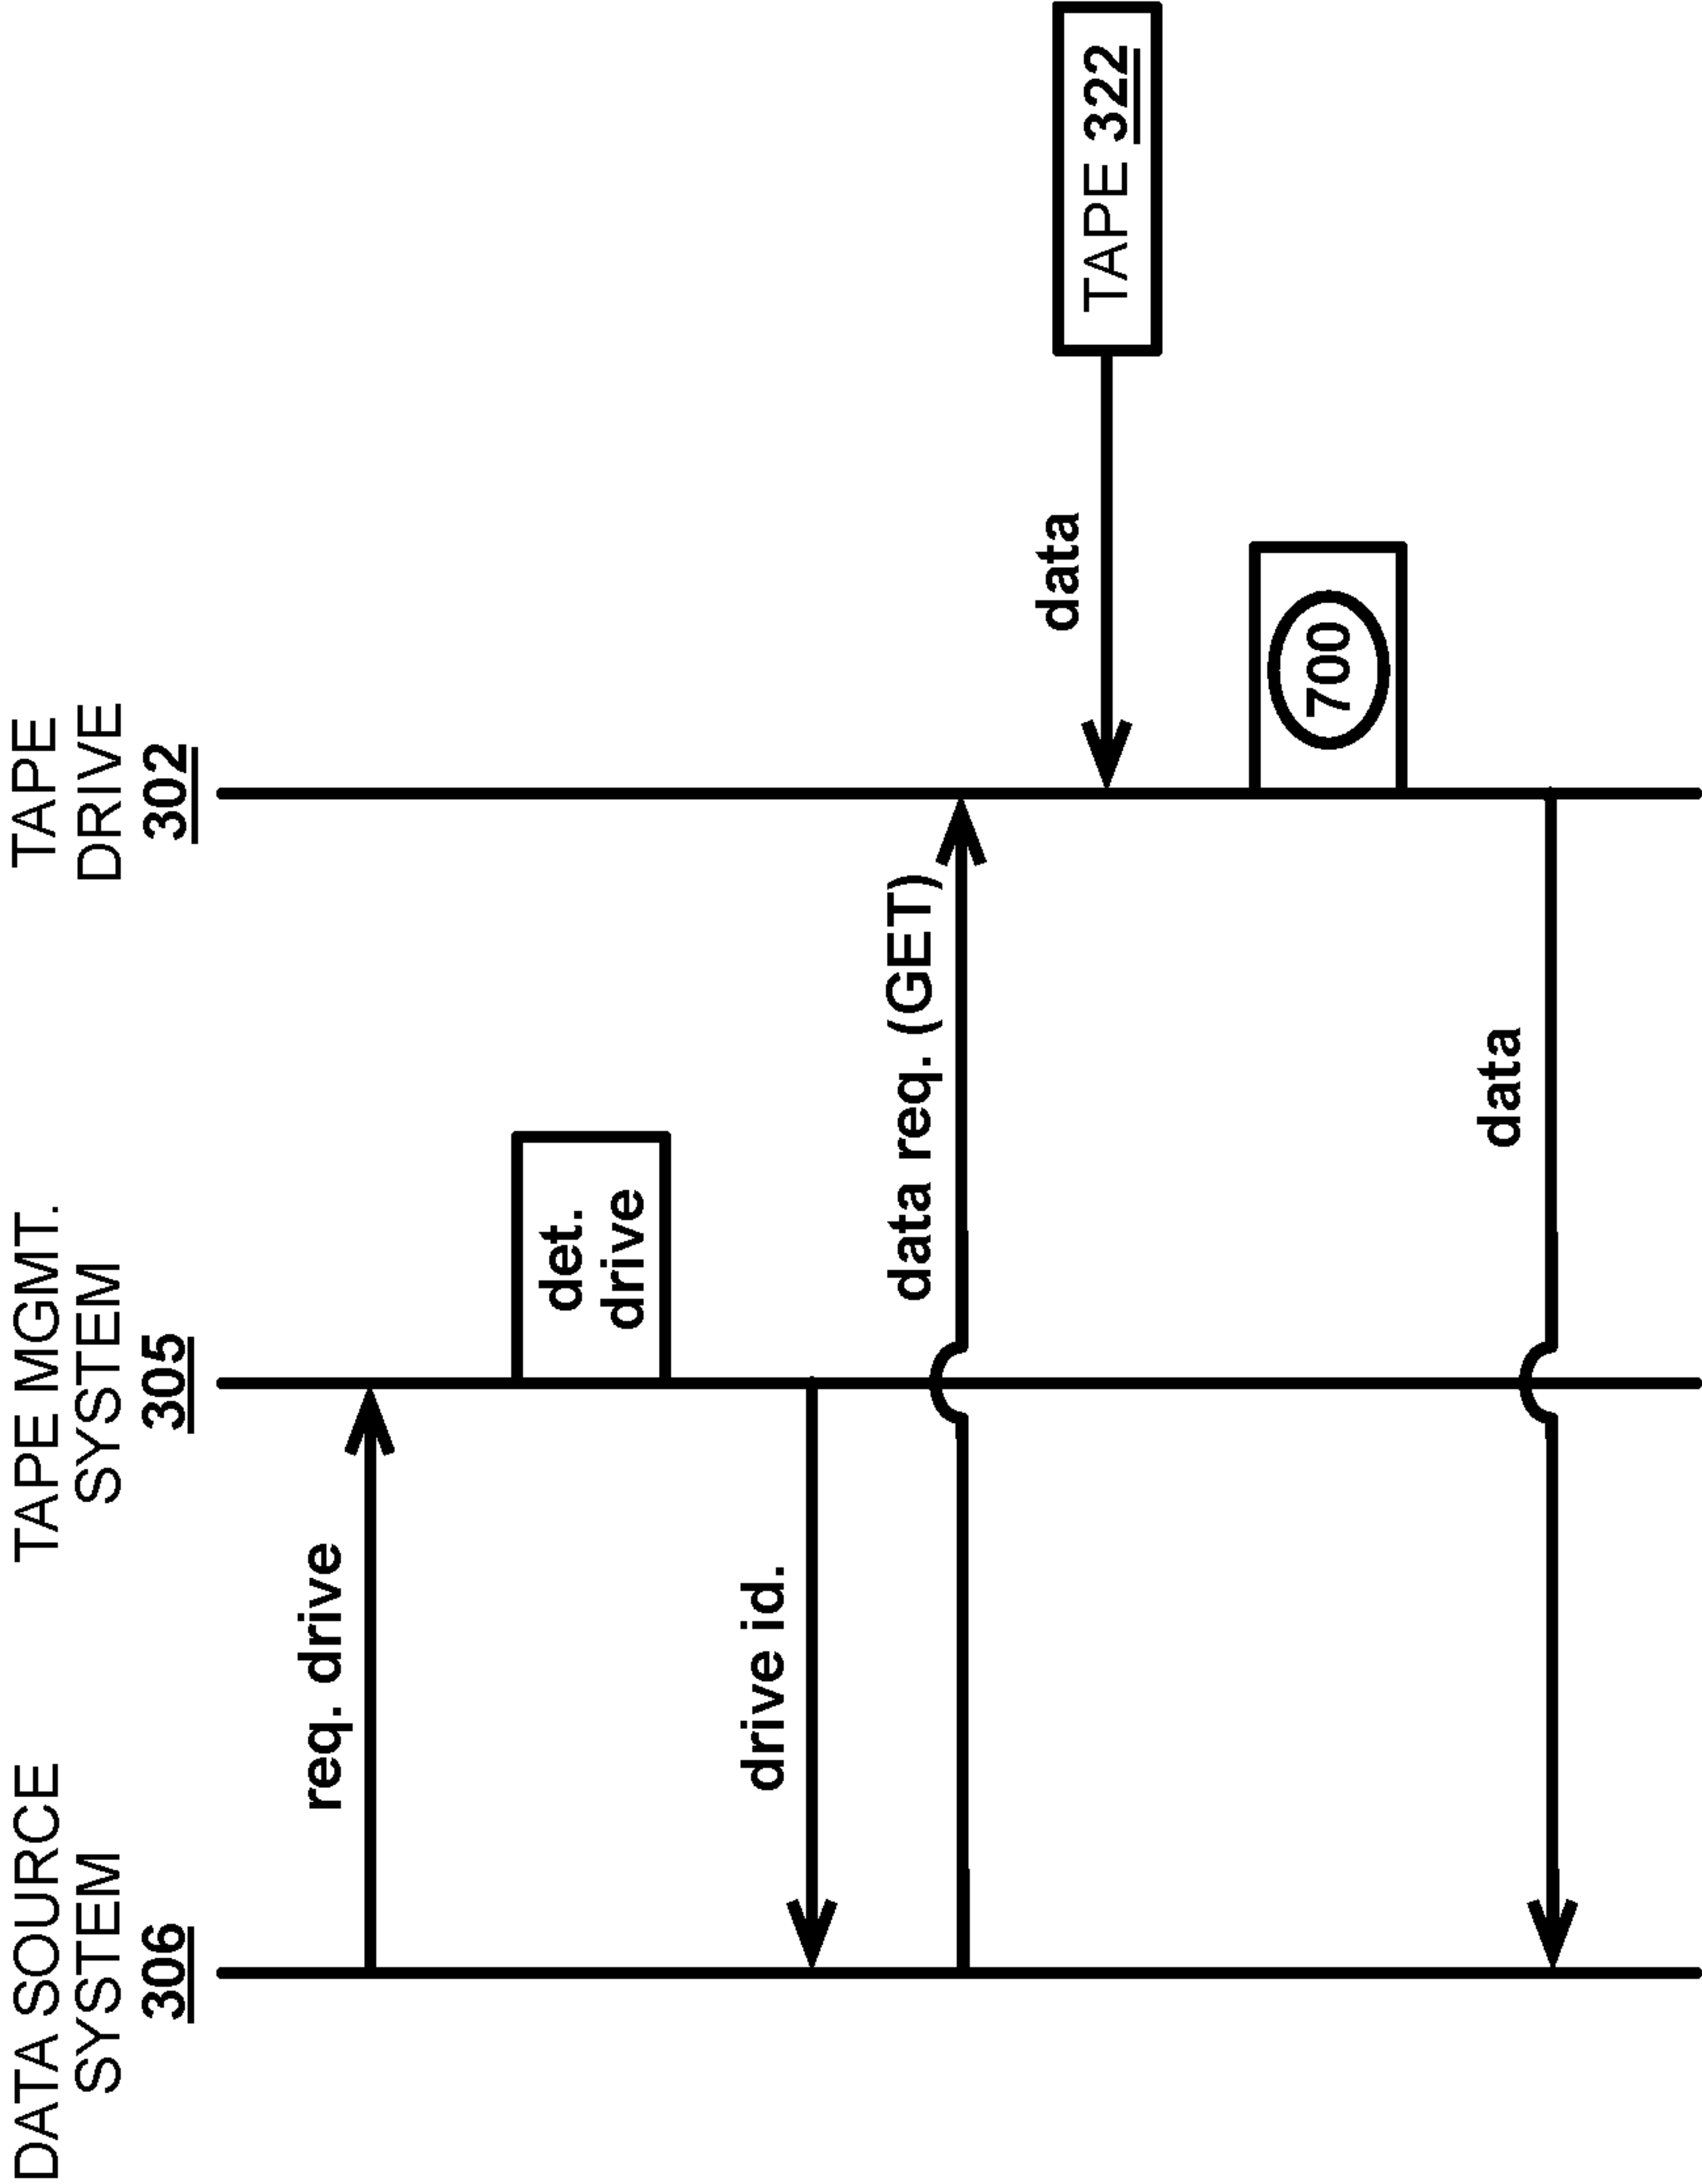 DATA SOURCE
SYSTEM
306
TAPE MGMT.
SYSTEM
305
TAPE
DRIVE
302
req. drive
det.
drive
drive id.
data req. (GET)
data
TAPE 322
700
data